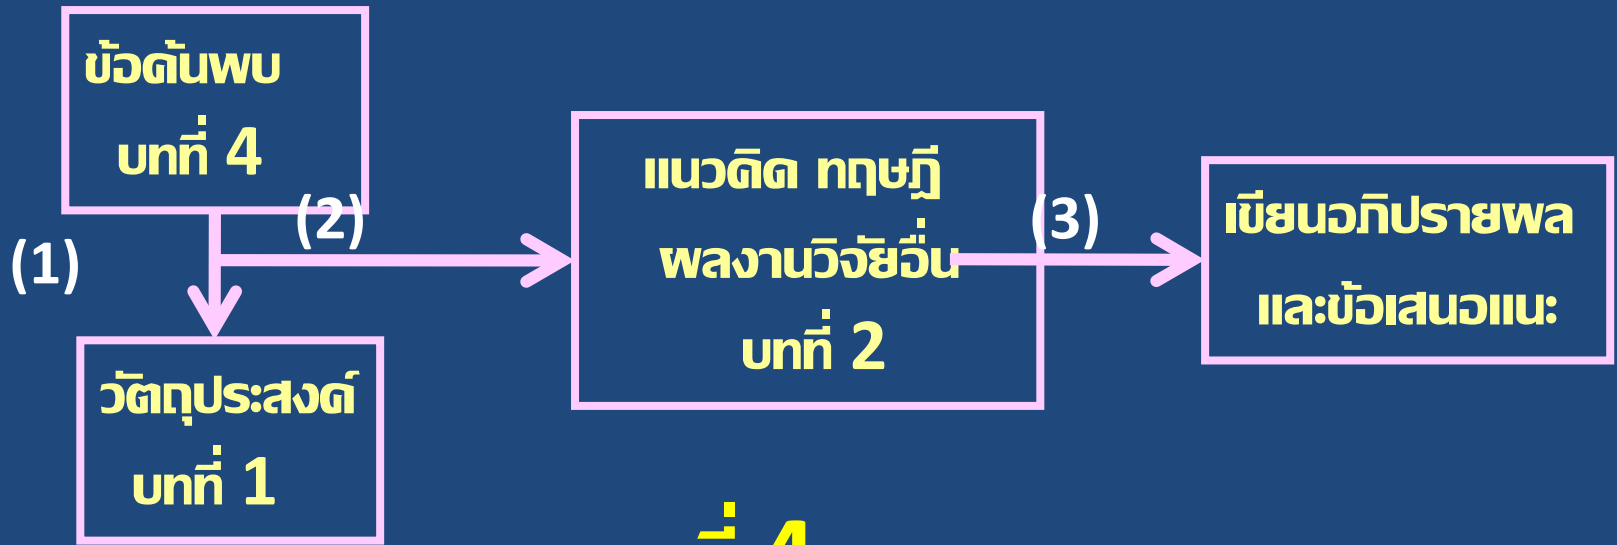 ข้อค้นพบ
บทที่ 4
(1)
(2)
วัตถุประสงค์
บทที่ 1
แนวคิด ทฤษฎี
ผลงานวิจัยอื่น
บทที่ 2
(3)
เขียนอภิปรายผล
และข้อเสนอแนะ